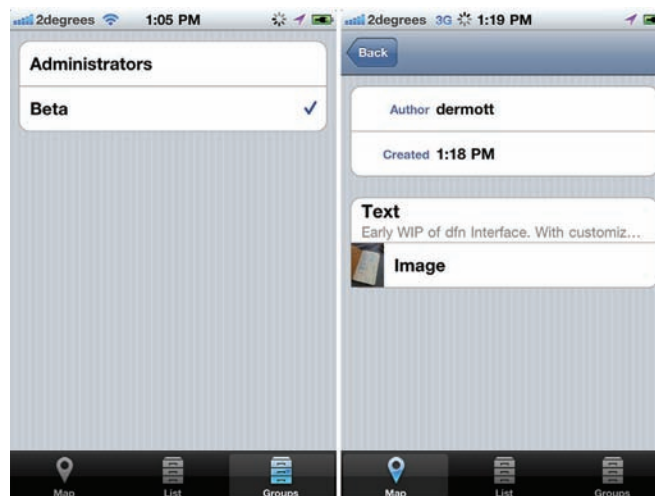 2degrees 1:05 PM
Administrators
Beta
Map List Groups
2degrees 3G 1:19 PM
Back
Author dermott
Created 1:18 PM
Text
Early WIP of dfn Interface. With customiz...
Image
Map List Groups